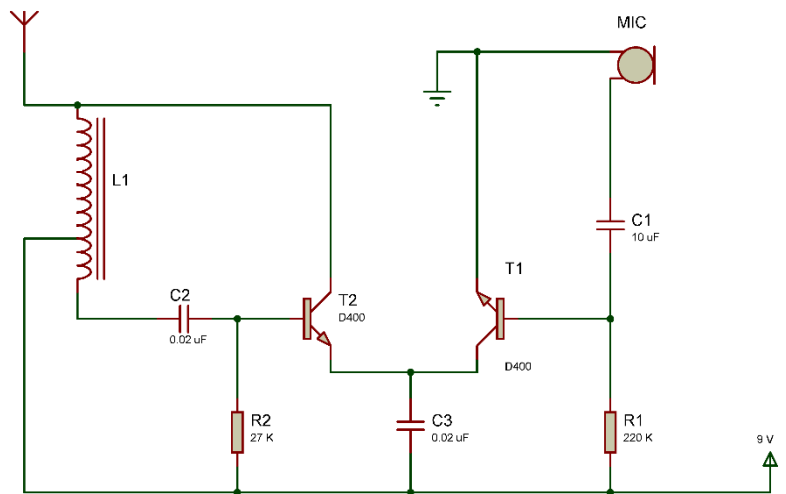 MIC
L1
C1
10 uF
T1
C2
0.02 uF
T2
D400
D400
C3
0.02 uF
R2
27 K
R1
220 K
9 V